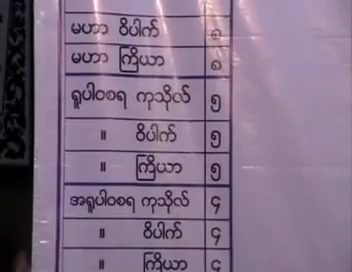 မဟာ ဝိပါက် ၈
မဟာ ကြိယာ ၈
ရူပါဝစရ ကုသိုလ် ၅
〃 ဝိပါက် ၅
〃 ကြိယာ ၅
အရူပါဝစရ ကုသိုလ် ၄
〃 ဝိပါက် ၄
〃 ကြိယာ ၄